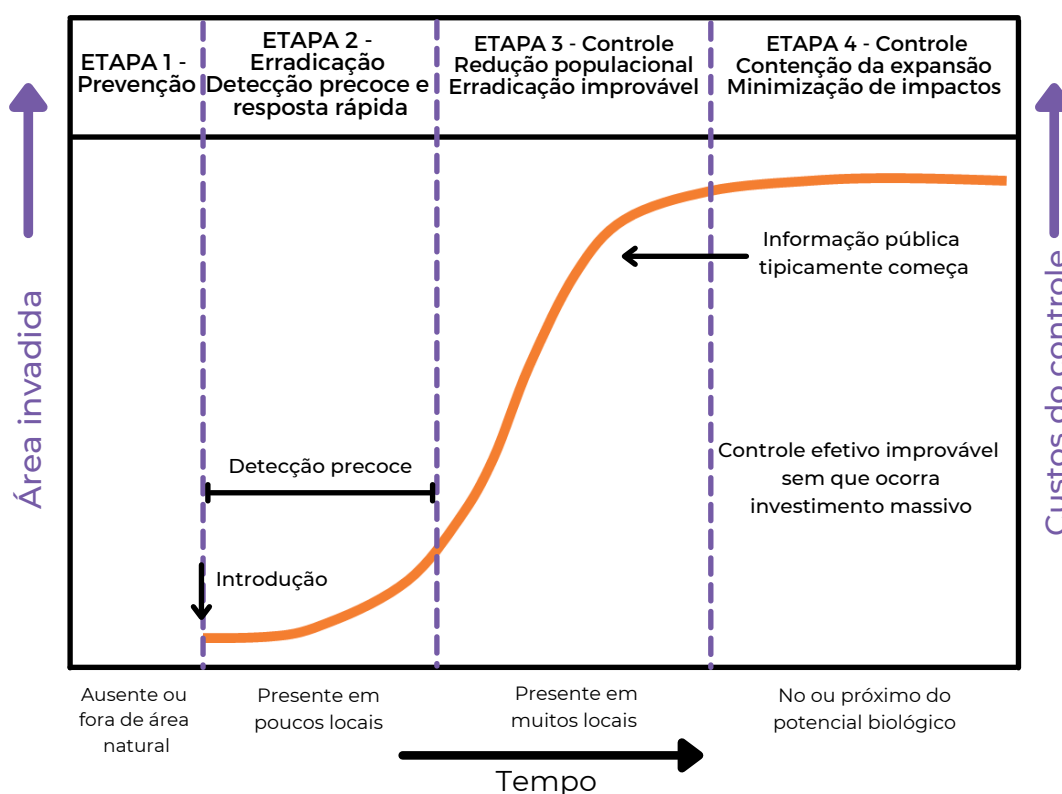 ETAPA 1 -
Prevenção
ETAPA 2 -
Erradicação
Detecção precoce e
resposta rápida
ETAPA 3 - Controle
Redução populacional
Erradicação improvável
ETAPA 4 - Controle
Contenção da expansão
Minimização de impactos
Área invadida
Custos do controle
Informação pública
tipicamente começa
Detecção precoce
Controle efetivo improvável
sem que ocorra
investimento massivo
Introdução
Ausente ou
fora de área
natural
Presente em
poucos locais
Presente em
muitos locais
No ou próximo do
potencial biológico
Tempo